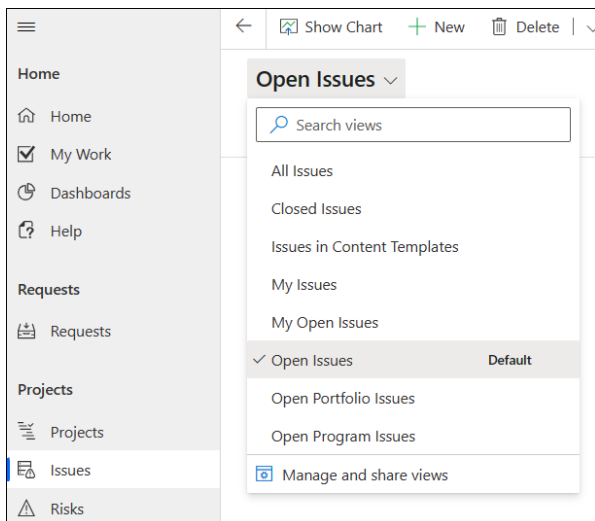 Show Chart
New
Delete
Home
Home
My Work
Dashboards
Help
Requests
Requests
Projects
Projects
Issues
Risks
Open Issues
Search views
All Issues
Closed Issues
Issues in Content Templates
My Issues
My Open Issues
Open Issues Default
Open Portfolio Issues
Open Program Issues
Manage and share views